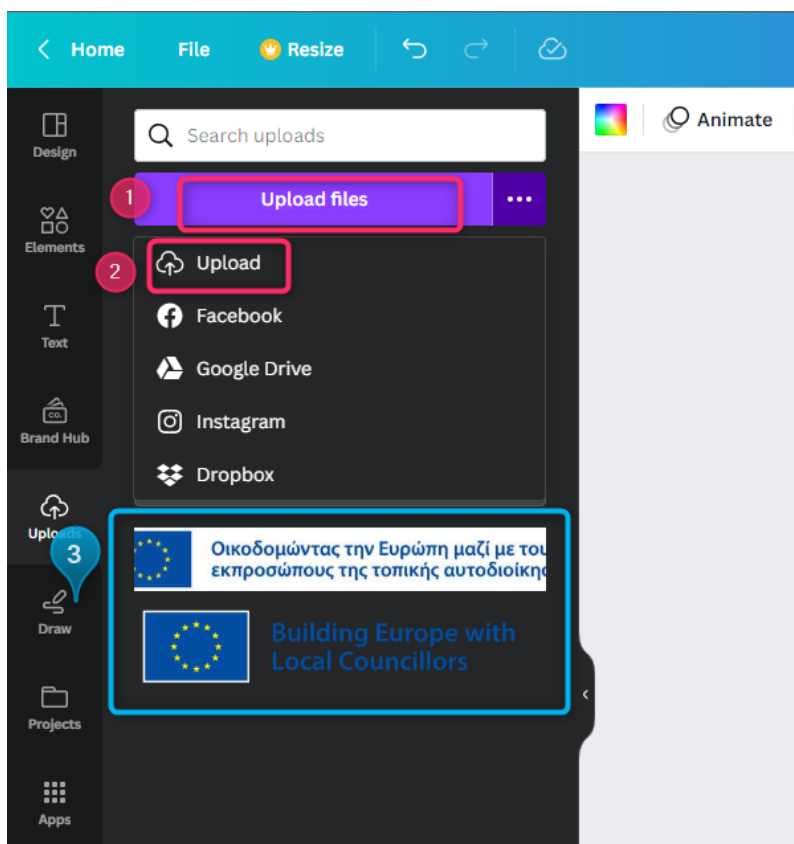 Home File Resize
Design
Search uploads
Animate
1 Upload files
Elements
2 Upload
Facebook
Text
Google Drive
Brand Hub
CO.
Instagram
Dropbox
Uploads
3
Οικοδομώντας την Ευρώπη μαζί με του
εκπροσώπους της τοπικής αυτοδιοίκη
Draw
Building Europe with
Local Councillors
Projects
Apps